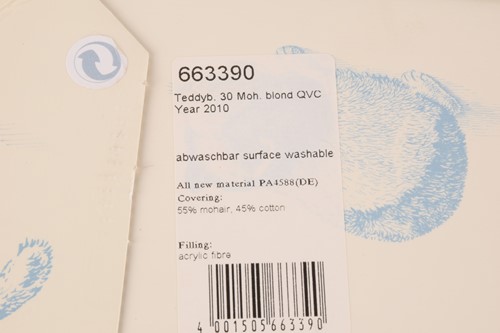 663390
Teddyb. 30 Moh. blond QVC
Year 2010
abwaschbar surface washable
All new material PA4588(DE)
Covering:
55% mohair, 45% cotton
Filling:
acrylic fibre
4 001505 663390